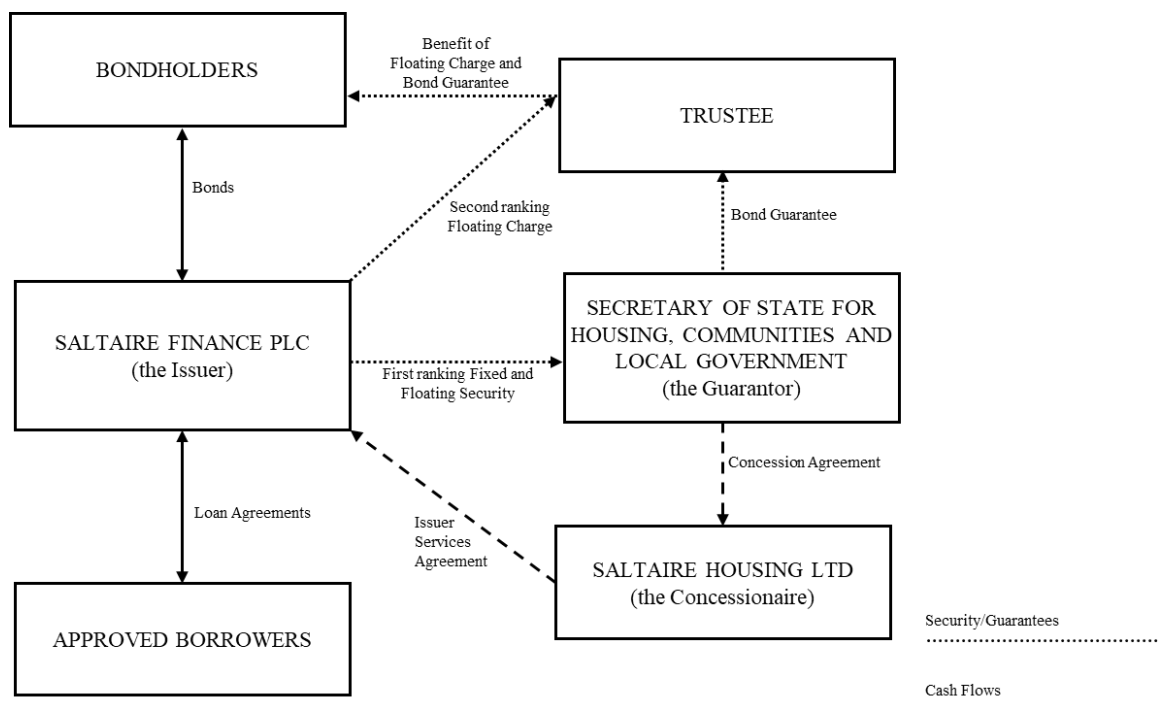 BONDHOLDERS
Benefit of
Floating Charge and
Bond Guarantee
TRUSTEE
Bonds
Second ranking
Floating Charge
Bond Guarantee
SALTAIRE FINANCE PLC
(the Issuer)
First ranking Fixed and
Floating Security
SECRETARY OF STATE FOR
HOUSING, COMMUNITIES AND
LOCAL GOVERNMENT
(the Guarantor)
Loan Agreements
Issuer
Services
Agreement
Concession Agreement
SALTAIRE HOUSING LTD
(the Concessionaire)
APPROVED BORROWERS
Security/Guarantees
Cash Flows